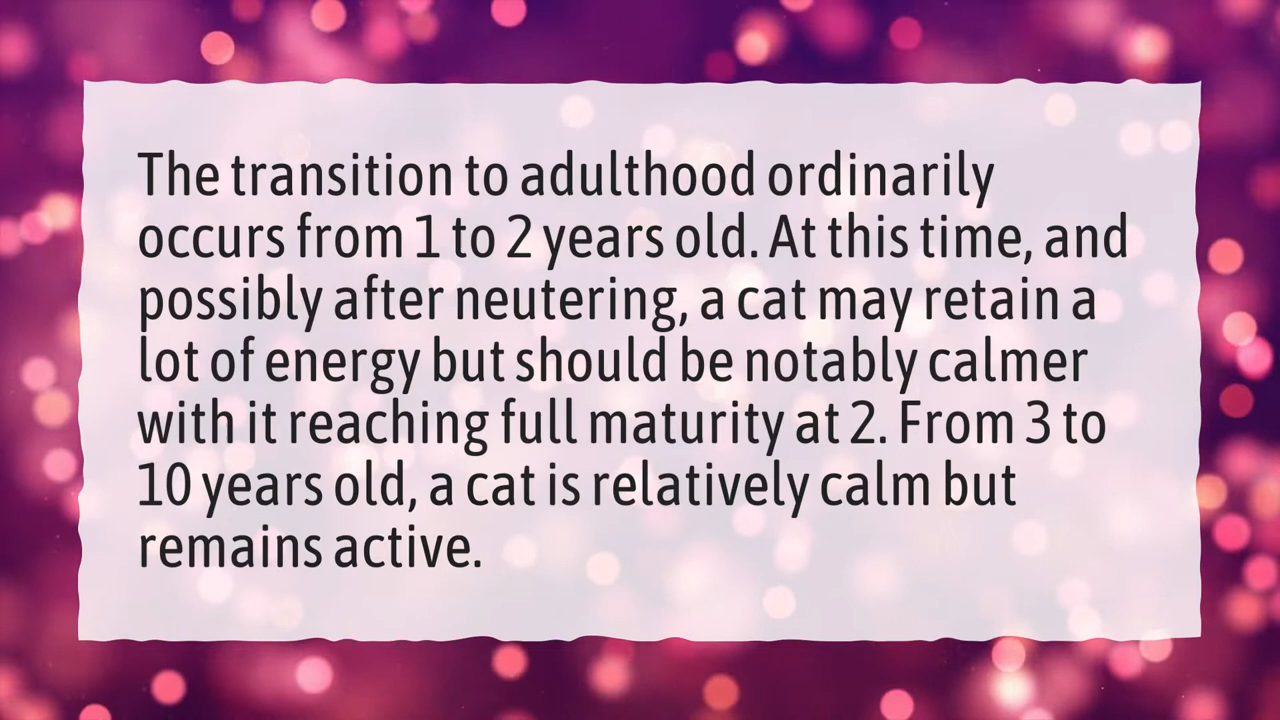 The transition to adulthood ordinarily
occurs from 1 to 2 years old. At this time, and
possibly after neutering, a cat may retain a
lot of energy but should be notably calmer
with it reaching full maturity at 2. From 3 to
10 years old, a cat is relatively calm but
remains active.